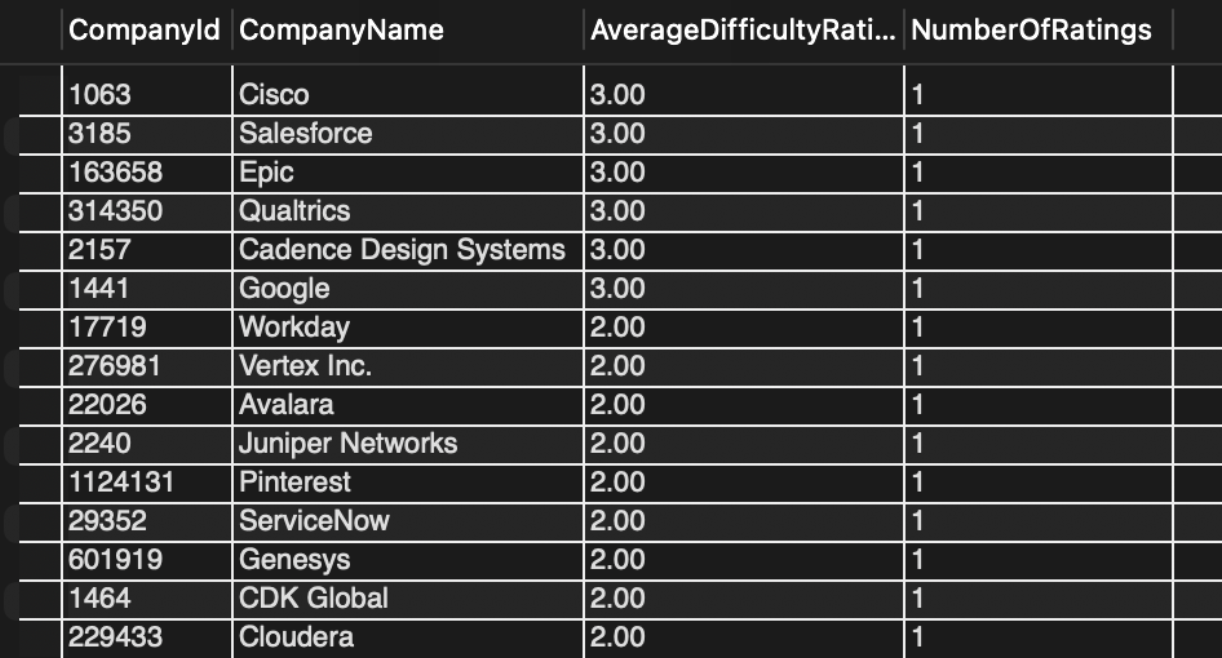 CompanyId CompanyName AverageDifficultyRati... NumberOfRatings
1063 Cisco 3.00 1
3185 Salesforce 3.00 1
163658 Epic 3.00 1
314350 Qualtrics 3.00 1
2157 Cadence Design Systems 3.00 1
1441 Google 3.00 1
17719 Workday 2.00 1
276981 Vertex Inc. 2.00 1
22026 Avalara 2.00 1
2240 Juniper Networks 2.00 1
1124131 Pinterest 2.00 1
29352 ServiceNow 2.00 1
601919 Genesys 2.00 1
1464 CDK Global 2.00 1
229433 Cloudera 2.00 1